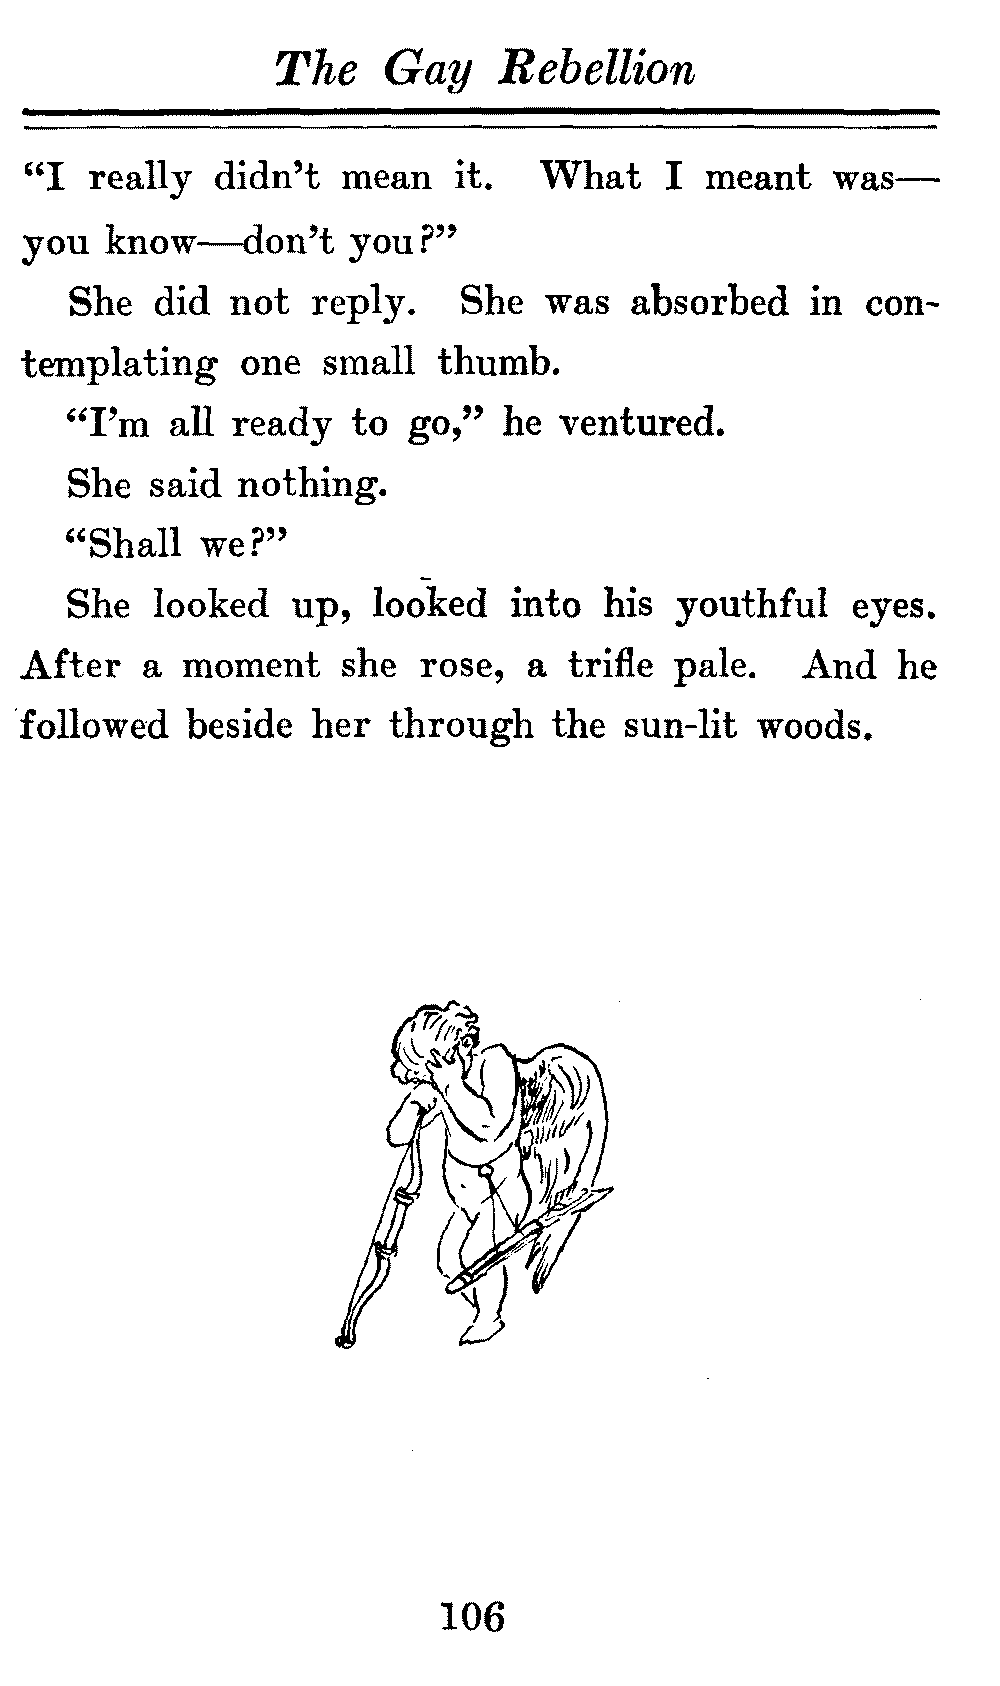 The Gay Rebellion
“I really didn’t mean it. What I meant was—
you know—don’t you?”
She did not reply. She was absorbed in con-
templating one small thumb.
“I’m all ready to go,” he ventured.
She said nothing.
“Shall we?”
She looked up, looked into his youthful eyes.
After a moment she rose, a trifle pale. And he
followed beside her through the sun-lit woods.
106